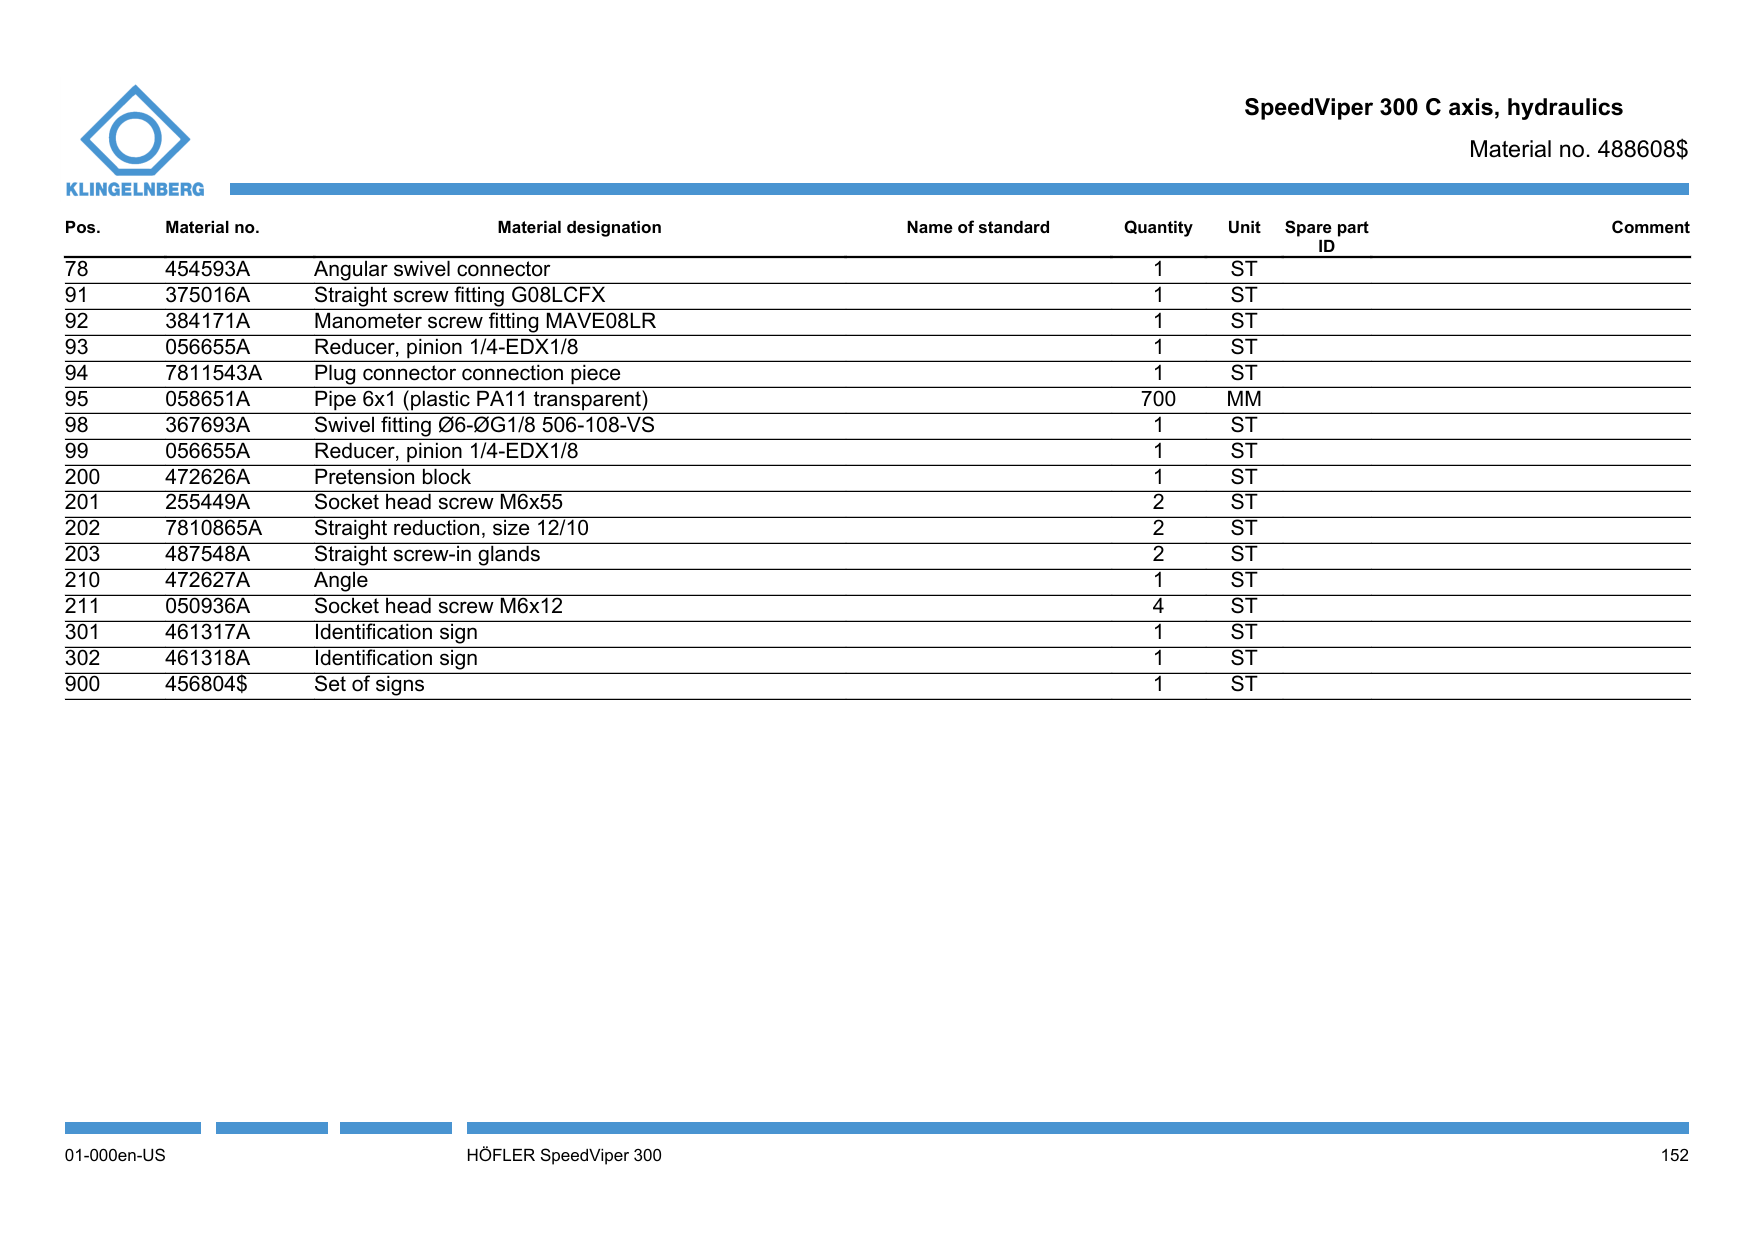 KLINGELNBERG
SpeedViper 300 C axis, hydraulics
Material no. 488608$
Pos. Material no. Material designation Name of standard Quantity Unit Spare part ID Comment
78 454593A Angular swivel connector 1 ST
91 375016A Straight screw fitting G08LCFX 1 ST
92 384171A Manometer screw fitting MAVE08LR 1 ST
93 056655A Reducer, pinion 1/4-EDX1/8 1 ST
94 7811543A Plug connector connection piece 1 ST
95 058651A Pipe 6x1 (plastic PA11 transparent) 700 MM
98 367693A Swivel fitting Ø6-ØG1/8 506-108-VS 1 ST
99 056655A Reducer, pinion 1/4-EDX1/8 1 ST
200 472626A Pretension block 1 ST
201 255449A Socket head screw M6x55 2 ST
202 7810865A Straight reduction, size 12/10 2 ST
203 487548A Straight screw-in glands 2 ST
210 472627A Angle 1 ST
211 050936A Socket head screw M6x12 4 ST
301 461317A Identification sign 1 ST
302 461318A Identification sign 1 ST
900 456804$ Set of signs 1 ST
01-000en-US HÖFLER SpeedViper 300 152